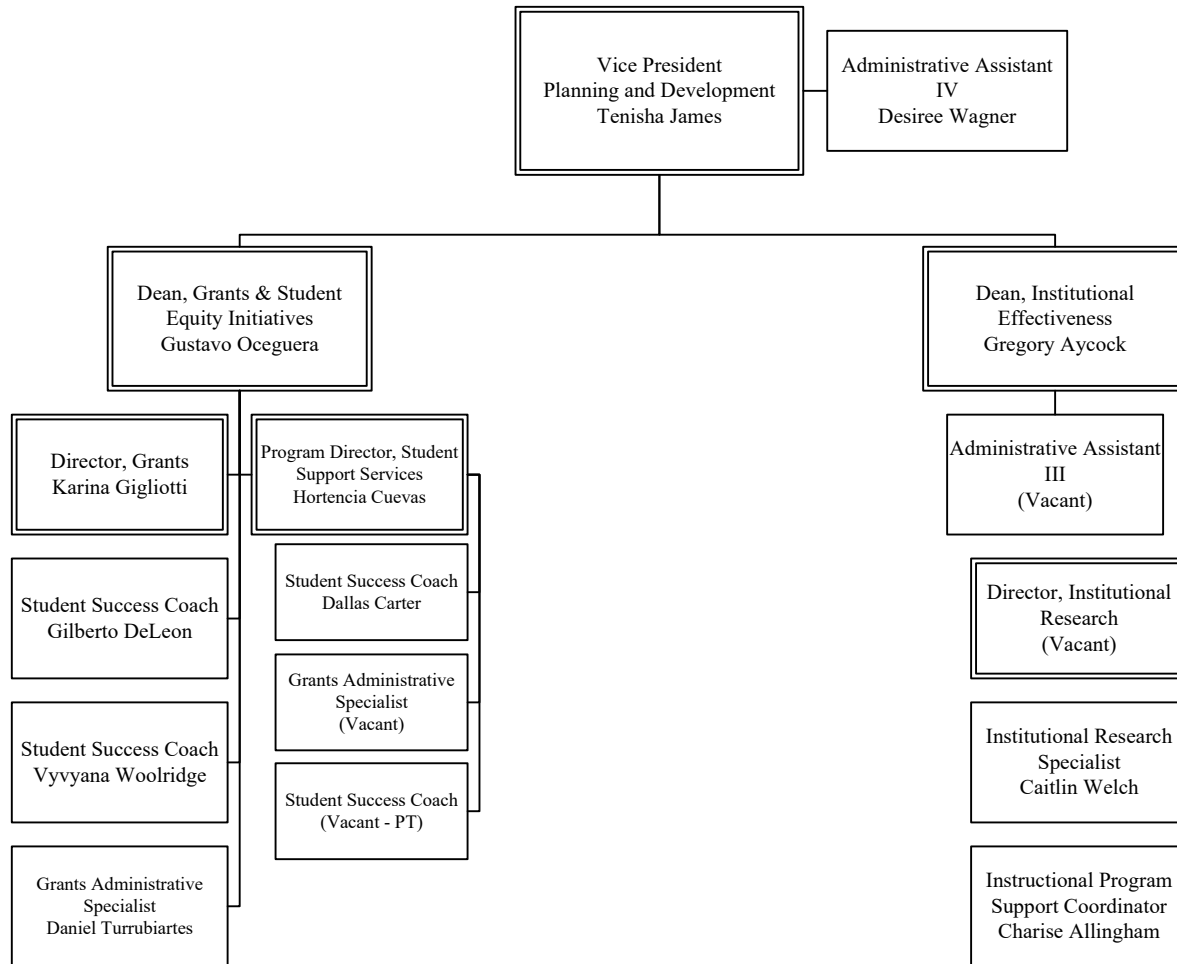 Vice President
Planning and Development
Tenisha James
Administrative Assistant
IV
Desiree Wagner
Dean, Grants & Student
Equity Initiatives
Gustavo Oceguera
Dean, Institutional
Effectiveness
Gregory Aycock
Director, Grants
Karina Gigliotti
Program Director, Student
Support Services
Hortencia Cuevas
Administrative Assistant
III
(Vacant)
Student Success Coach
Gilberto DeLeon
Student Success Coach
Dallas Carter
Director, Institutional
Research
(Vacant)
Grants Administrative
Specialist
(Vacant)
Student Success Coach
Vyvyana Woolridge
Institutional Research
Specialist
Caitlin Welch
Student Success Coach
(Vacant - PT)
Grants Administrative
Specialist
Daniel Turrubiartes
Instructional Program
Support Coordinator
Charise Allingham